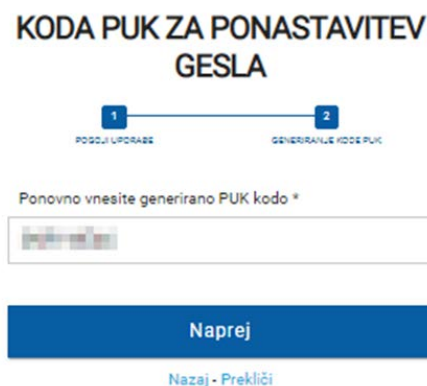 KODA PUK ZA PONASTAVITEV
GESLA
1
2
POGOJI UPORABE
GENERIRANJE KODE PUK
Ponovno vnesite generirano PUK kodo *
Naprej
Nazaj - Prekliči